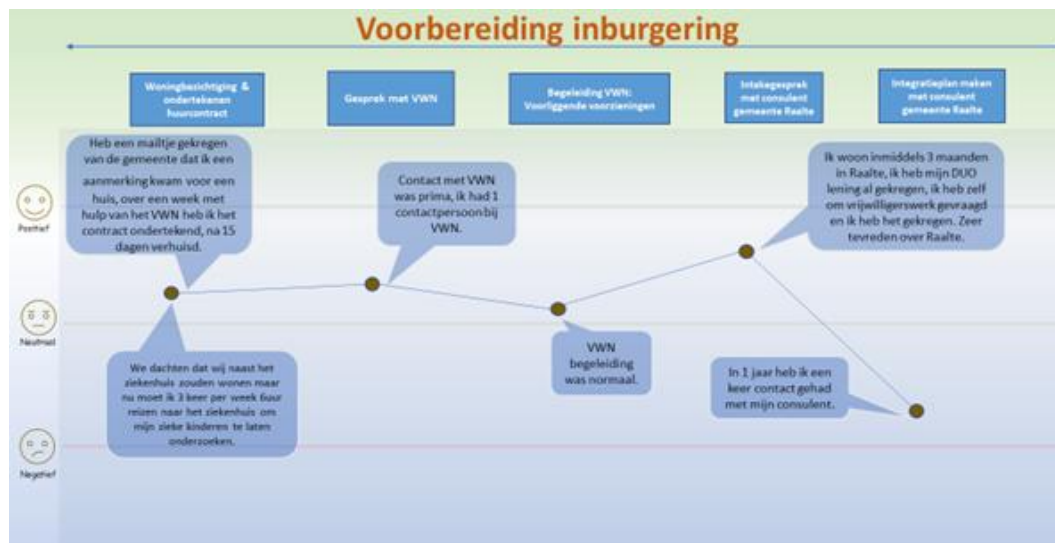 Voorbereiding inburgering
Woningbezichtiging &
ondertekenen
huurcontract
Gesprek met VWN
Begeleiding VWN:
Voorliggende voorzieningen
Intakegesprek
met consulent
gemeente Raalte
Integratieplan maken
met consulent
gemeente Raalte
Heb een mailtje gekregen
van de gemeente dat ik een
aanmerking kwam voor een
huis, over een week met
hulp van het VWN heb ik het
contract ondertekend, na 15
dagen verhuisd.
Contact met VWN
was prima, ik had 1
contactpersoon bij
VWN.
Ik woon inmiddels 3 maanden
in Raalte, ik heb mijn DUO
lening al gekregen, ik heb zelf
om vrijwilligerswerk gevraagd
en ik heb het gekregen. Zeer
tevreden over Raalte.
Positief
Neutraal
We dachten dat wij naast het
ziekenhuis zouden wonen maar
nu moet ik 3 keer per week 6uur
reizen naar het ziekenhuis om
mijn zieke kinderen te laten
onderzoeken.
VWN
begeleiding
was normaal.
In 1 jaar heb ik een
keer contact gehad
met mijn consulent.
Negatief